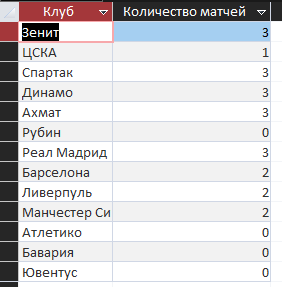 Клуб Количество матчей
Зенит 3
ЦСКА 1
Спартак 3
Динамо 3
Ахмат 3
Рубин 0
Реал Мадрид 3
Барселона 2
Ливерпуль 2
Манчестер Си 2
Атлетико 0
Бавария 0
Ювентус 0